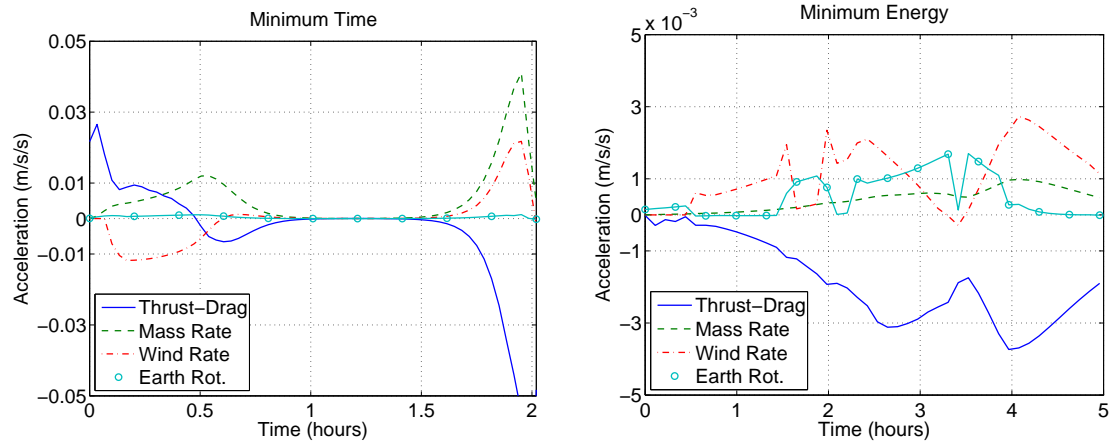 Minimum Time
0.05
0.03
0.01
0
−0.01
−0.03
−0.05
Acceleration (m/s/s)
0 0.5 1 1.5 2
Time (hours)
Thrust−Drag
Mass Rate
Wind Rate
Earth Rot.
Minimum Energy
x 10−3
5
3
1
0
−1
−3
−5
Acceleration (m/s/s)
0 1 2 3 4 5
Time (hours)
Thrust−Drag
Mass Rate
Wind Rate
Earth Rot.